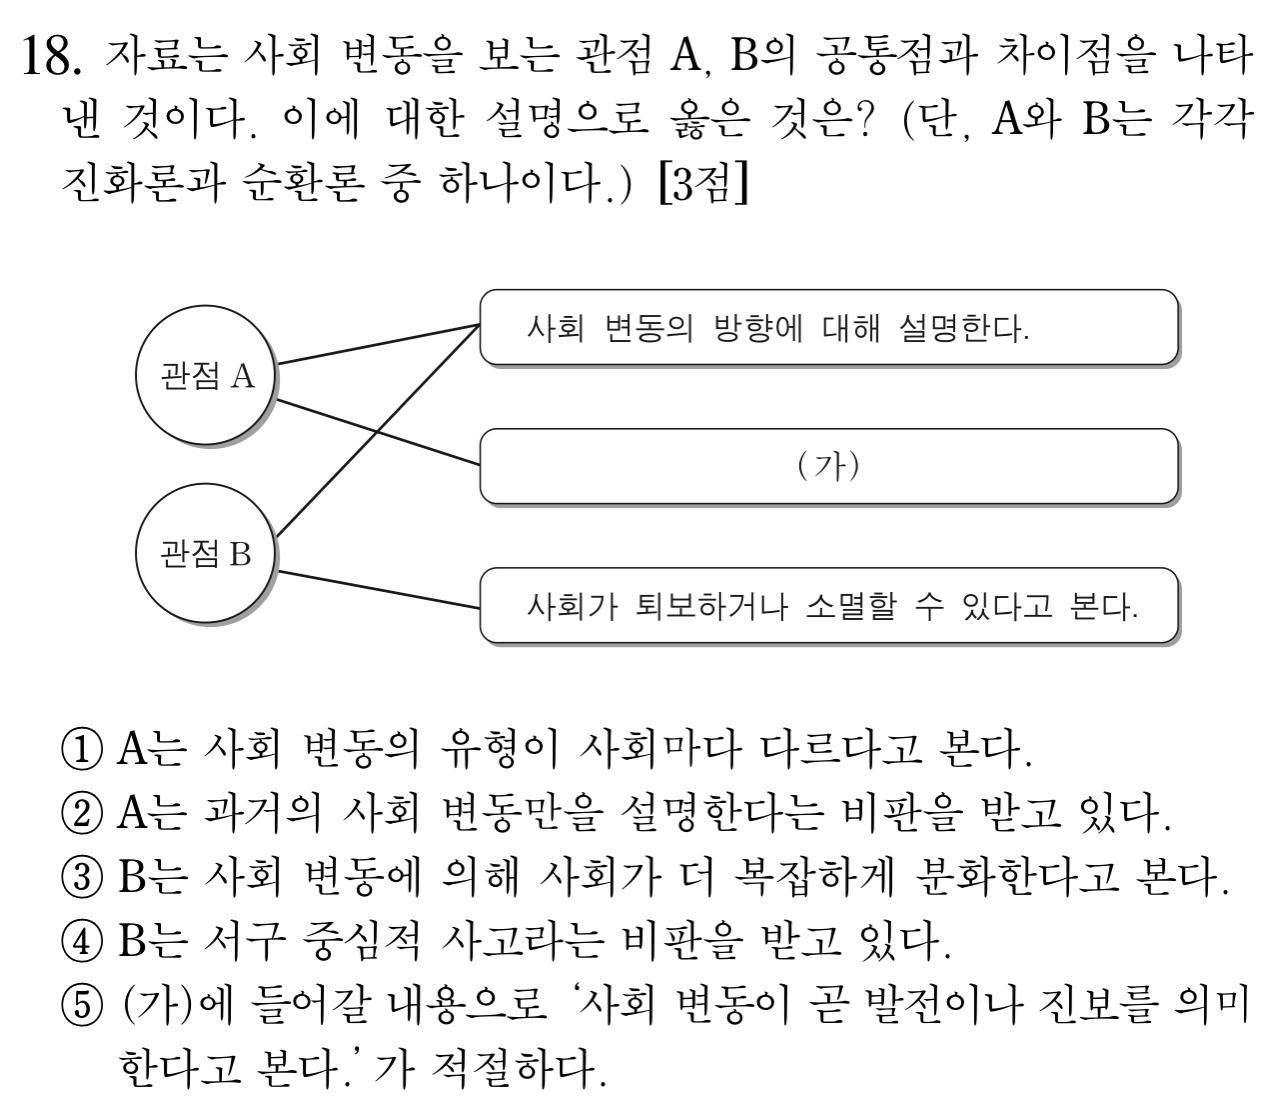 18. 자료는 사회 변동을 보는 관점 A, B의 공통점과 차이점을 나타
낸 것이다. 이에 대한 설명으로 옳은 것은? (단, A와 B는 각각
진화론과 순환론 중 하나이다.) [3점]
사회 변동의 방향에 대해 설명한다.
관점 A
(가)
관점 B
사회가 퇴보하거나 소멸할 수 있다고 본다.
① A는 사회 변동의 유형이 사회마다 다르다고 본다.
② A는 과거의 사회 변동만을 설명한다는 비판을 받고 있다.
③ B는 사회 변동에 의해 사회가 더 복잡하게 분화한다고 본다.
④ B는 서구 중심적 사고라는 비판을 받고 있다.
⑤ (가)에 들어갈 내용으로 ‘사회 변동이 곧 발전이나 진보를 의미
한다고 본다.’가 적절하다.